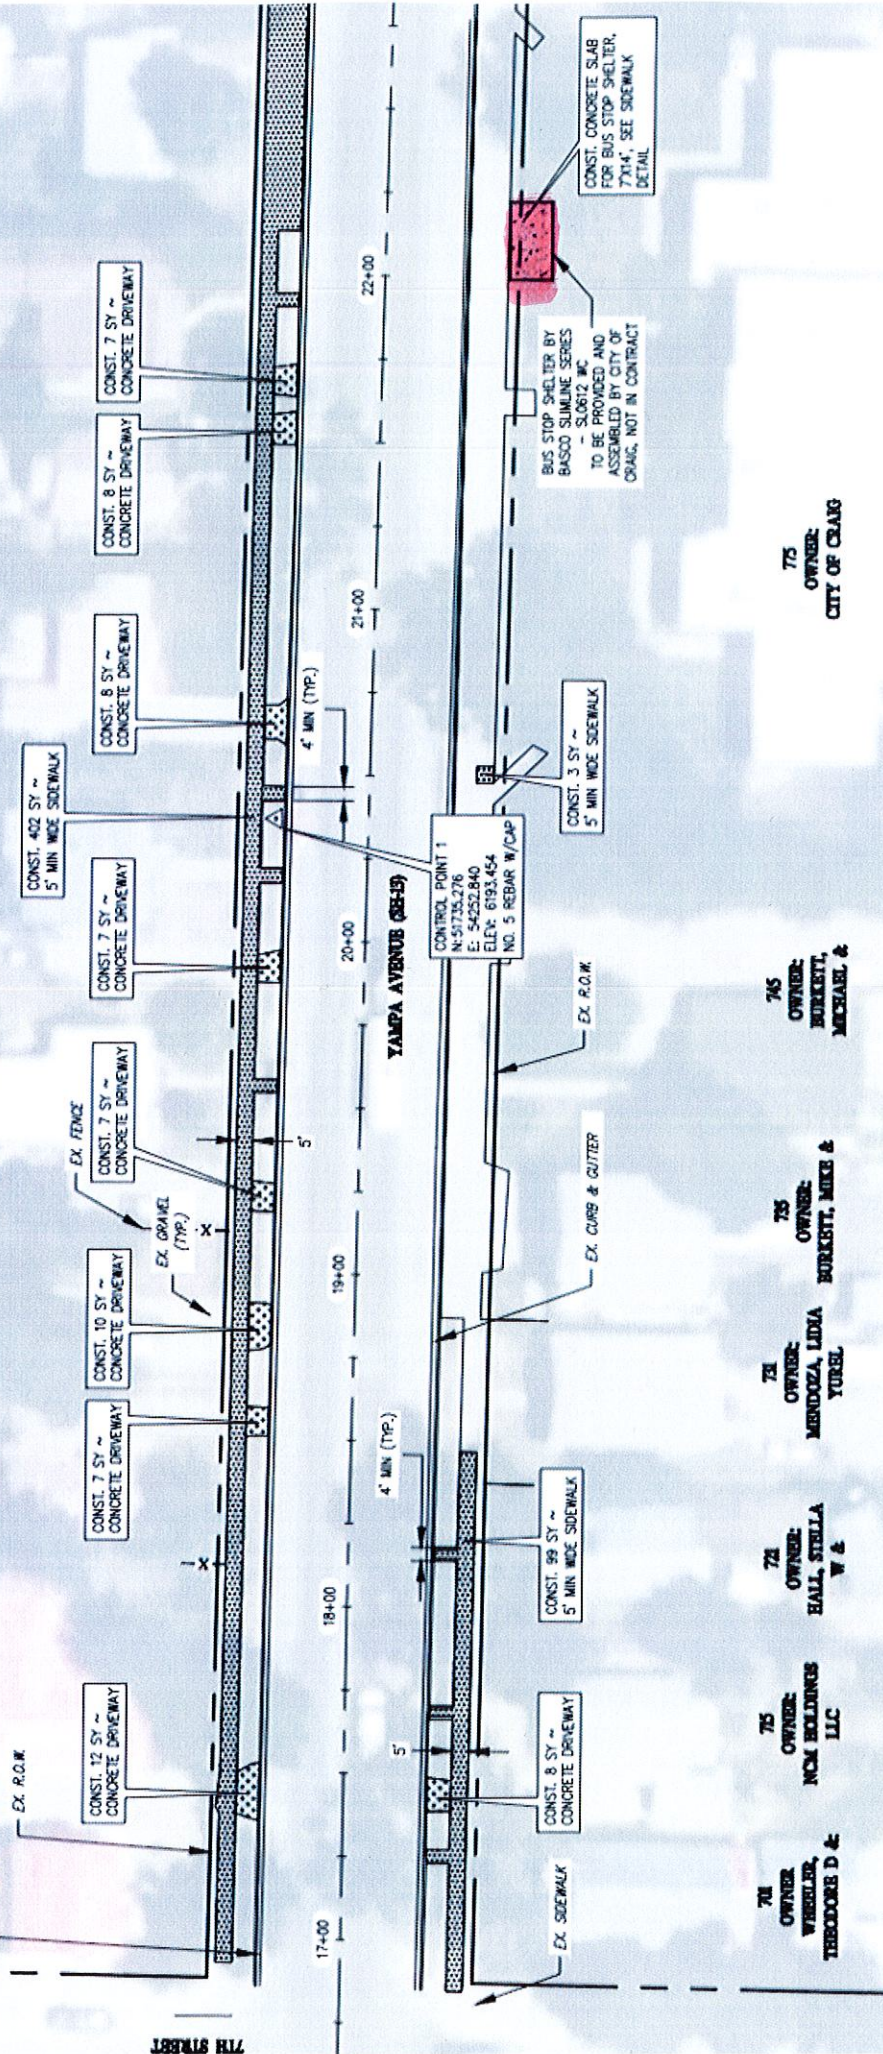 7TH STREET
EX. R.O.W.
CONST. 12 SY ~
CONCRETE DRIVEWAY
CONST. 7 SY ~
CONCRETE DRIVEWAY
CONST. 10 SY ~
CONCRETE DRIVEWAY
EX. GRAVEL
(TYP.)
EX. FENCE
X
X
CONST. 7 SY ~
CONCRETE DRIVEWAY
5'
CONST. 7 SY ~
CONCRETE DRIVEWAY
CONST. 402 SY ~
5' MIN WIDE SIDEWALK
CONST. 8 SY ~
CONCRETE DRIVEWAY
4' MIN (TYP.)
CONST. 8 SY ~
CONCRETE DRIVEWAY
CONST. 7 SY ~
CONCRETE DRIVEWAY
17+00
18+00
19+00
20+00
21+00
22+00
YAMPA AVENUE (SH-13)
CONTROL POINT 1
N:51735.276
E: 54252.840
ELEV: 6193.454
NO. 5 REBAR W/CAP
EX. SIDEWALK
5'
CONST. 8 SY ~
CONCRETE DRIVEWAY
4' MIN (TYP.)
CONST. 99 SY ~
5' MIN WIDE SIDEWALK
EX. CURB & GUTTER
EX. R.O.W.
CONST. 3 SY ~
5' MIN WIDE SIDEWALK
BUS STOP SHELTER BY
BASCO SLIMLINE SERIES
- SL0612 WC
TO BE PROVIDED AND
ASSEMBLED BY CITY OF
CRAIG, NOT IN CONTRACT
CONST. CONCRETE SLAB
FOR BUS STOP SHELTER,
7'X14', SEE SIDEWALK
DETAIL
701
OWNER
WHEELER,
THEODORE D &
715
OWNER:
NCM HOLDINGS
LLC
721
OWNER:
HALL, STELLA
W &
731
OWNER:
MENDOZA, LIDIA
YUREL
735
OWNER:
BURKETT, MIKE &
745
OWNER:
BURKETT,
MICHAEL &
775
OWNER:
CITY OF CRAIG